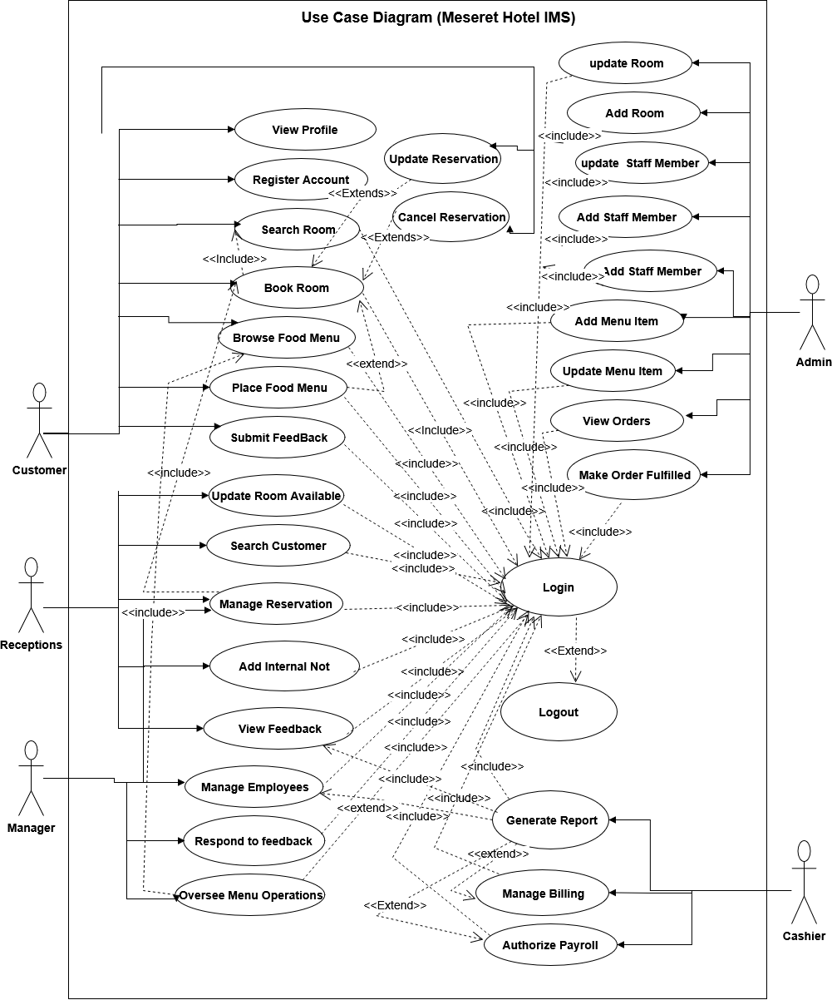 Use Case Diagram (Meseret Hotel IMS)
update Room
Add Room
<<include>>
View Profile
Update Reservation
update  Staff Member
Register Account
<<include>>
<<Extends>>
Cancel Reservation
Add Staff Member
Search Room
<<Extends>>
<<include>>
<<Include>>
Add Staff Member
<<include>>
Book Room
<<include>>
Add Menu Item
Admin
Browse Food Menu
<<extend>>
Update Menu Item
Place Food Menu
<<include>>
View Orders
Submit FeedBack
<<Include>>
<<include>>
Customer
<<include>>
<<include>>
Make Order Fulfilled
<<include>>
Update Room Available
<<include>>
<<include>>
<<include>>
<<include>>
Search Customer
<<include>>
<<include>>
Login
Manage Reservation
<<include>>
<<include>>
Receptions
<<include>>
<<Extend>>
Add Internal Not
<<include>>
<<include>>
Logout
<<include>>
View Feedback
<<include>>
<<include>>
<<include>>
Manage Employees
<<include>>
<<extend>>
<<include>>
Generate Report
Manager
Respond to feedback
<<extend>>
Oversee Menu Operations
Manage Billing
<<Extend>>
Cashier
Authorize Payroll